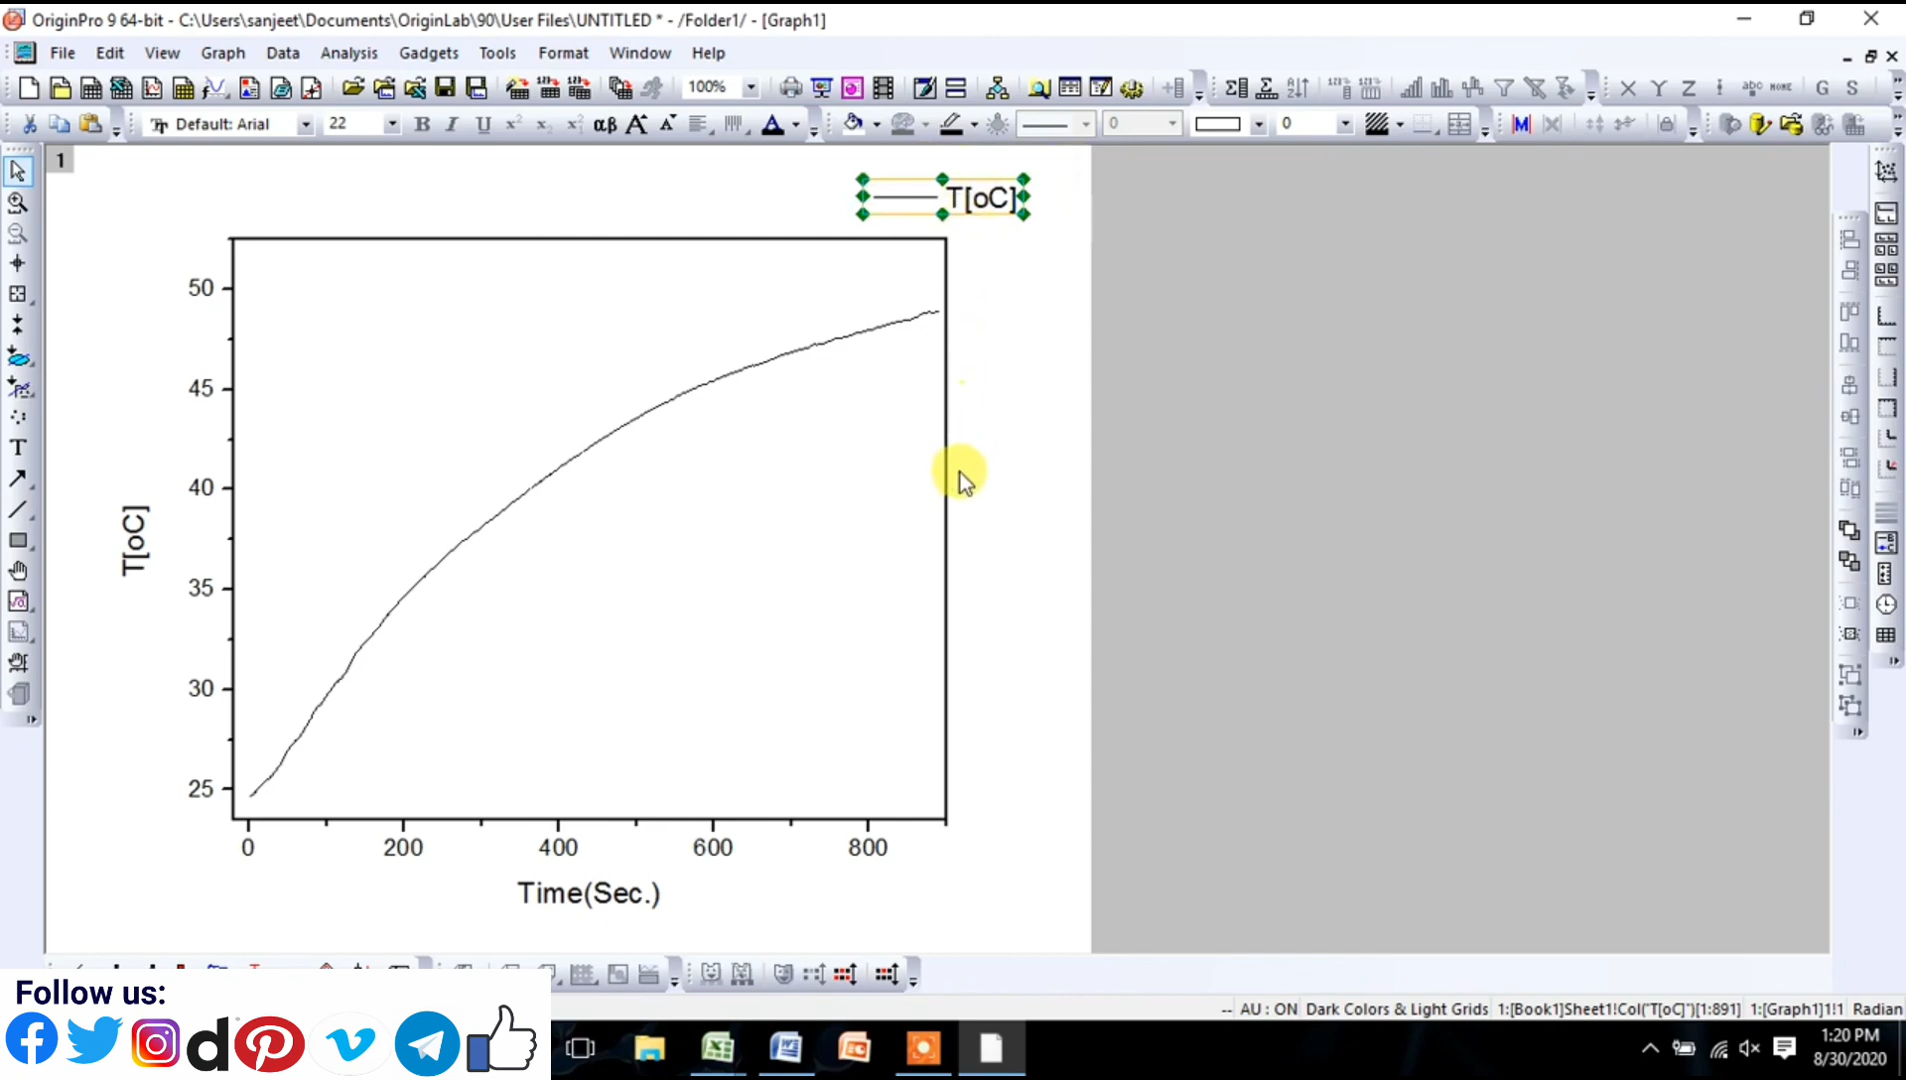 OriginPro 9 64-bit - C:\Users\sanjeet\Documents\OriginLab\90\User Files\UNTITLED * - /Folder1/ - [Graph1]
File Edit View Graph Data Analysis Gadgets Tools Format Window Help
100%
X Y Z
G S
Default: Arial 22 B I U αβ A A A 0 0 M
1
T[oC]
50
45
40
35
30
25
T[oC]
0 200 400 600 800
Time(Sec.)
T
Follow us:
-- AU : ON Dark Colors & Light Grids 1:[Book1]Sheet1!Col("T[oC]")[1:891] 1:[Graph1]1!1 Radian
1:20 PM
8/30/2020